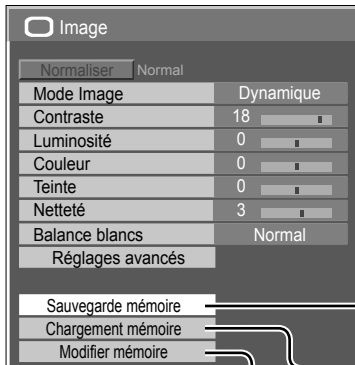 Image
Normaliser Normal
Mode Image Dynamique
Contraste 18
Luminosité 0
Couleur 0
Teinte 0
Netteté 3
Balance blancs Normal
Réglages avancés
Sauvegarde mémoire
Chargement mémoire
Modifier mémoire